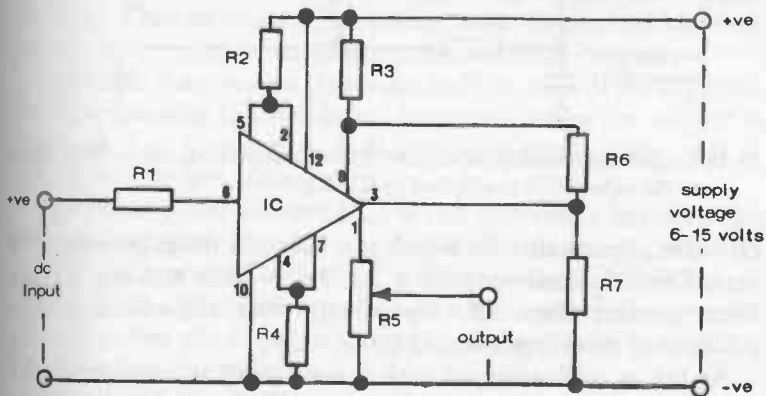 +ve
R2
R3
5
2
12
8
R6
R1
+ve
6
IC
3
supply
voltage
6-15 volts
1
dc
Input
4
7
10
R4
R5
R7
output
-ve